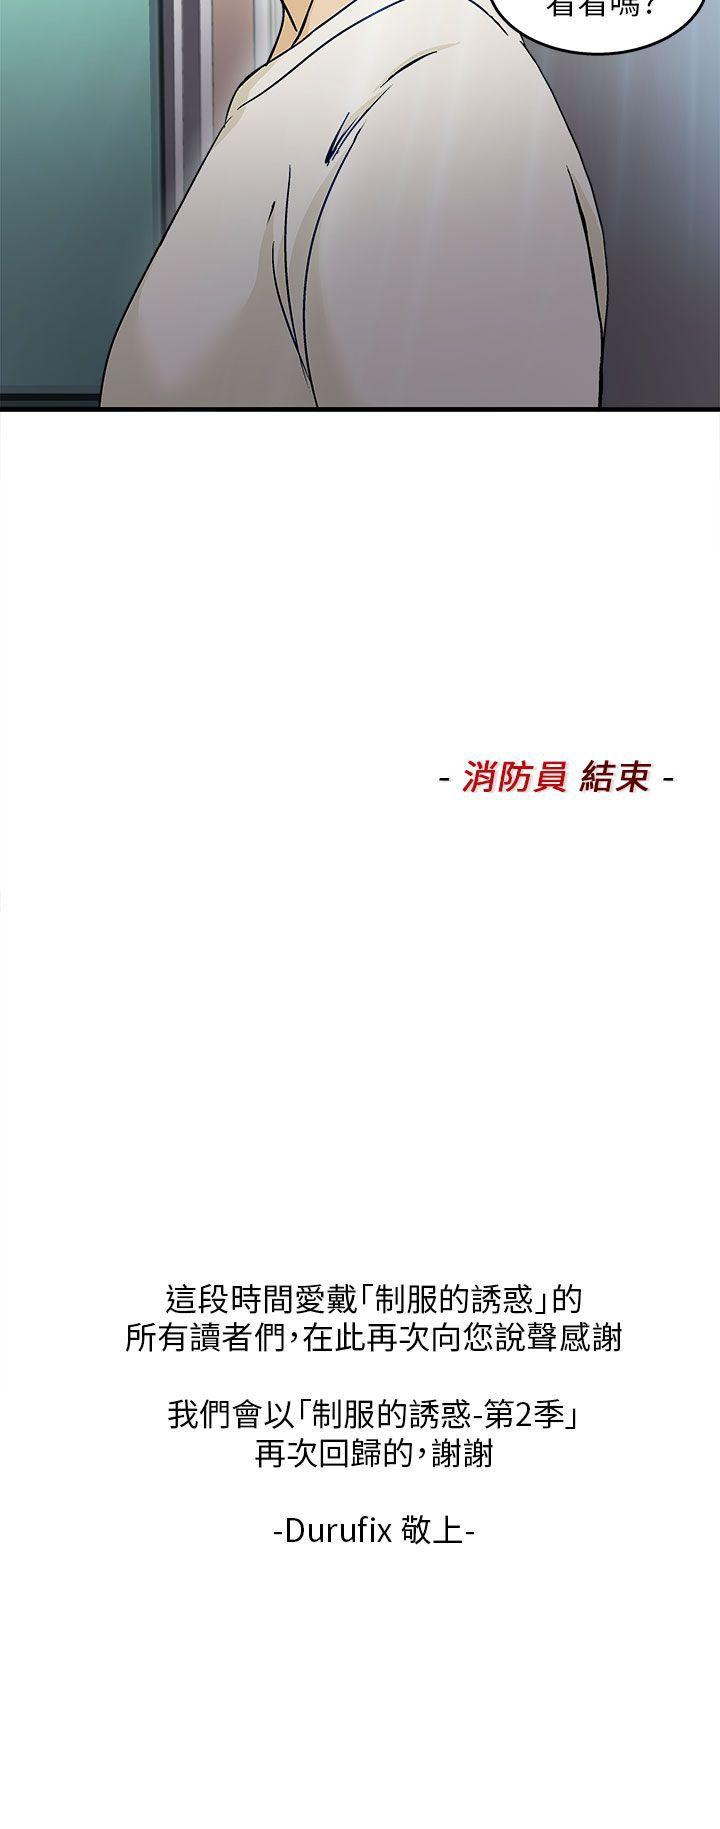 看看嗎?
- 消防員 結束 -
這段時間愛戴「制服的誘惑」的
所有讀者們,在此再次向您說聲感謝
我們會以「制服的誘惑-第2季」
再次回歸的,謝謝
-Durufix 敬上-